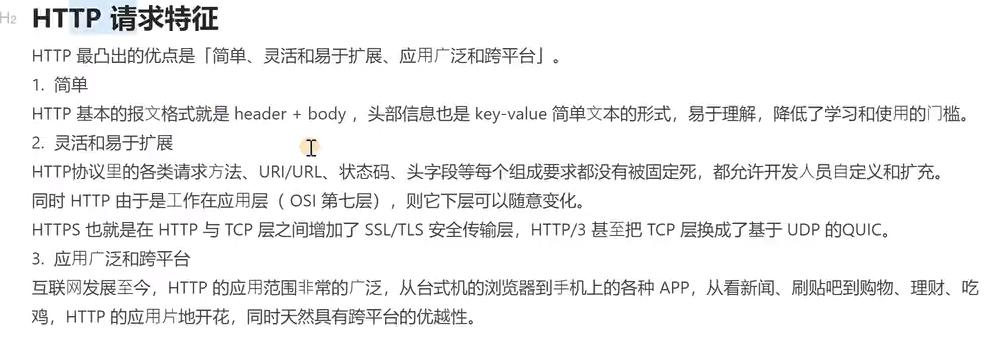 H2
HTTP 请求特征
HTTP 最凸出的优点是「简单、灵活和易于扩展、应用广泛和跨平台」。
1. 简单
HTTP 基本的报文格式就是 header + body ，头部信息也是 key-value 简单文本的形式，易于理解，降低了学习和使用的门槛。
2. 灵活和易于扩展
HTTP协议里的各类请求方法、URI/URL、状态码、头字段等每个组成要求都没有被固定死，都允许开发人员自定义和扩充。
同时 HTTP 由于是工作在应用层（ OSI 第七层），则它下层可以随意变化。
HTTPS 也就是在 HTTP 与 TCP 层之间增加了 SSL/TLS 安全传输层，HTTP/3 甚至把 TCP 层换成了基于 UDP 的QUIC。
3. 应用广泛和跨平台
互联网发展至今，HTTP 的应用范围非常的广泛，从台式机的浏览器到手机上的各种 APP，从看新闻、刷贴吧到购物、理财、吃
鸡，HTTP 的应用片地开花，同时天然具有跨平台的优越性。